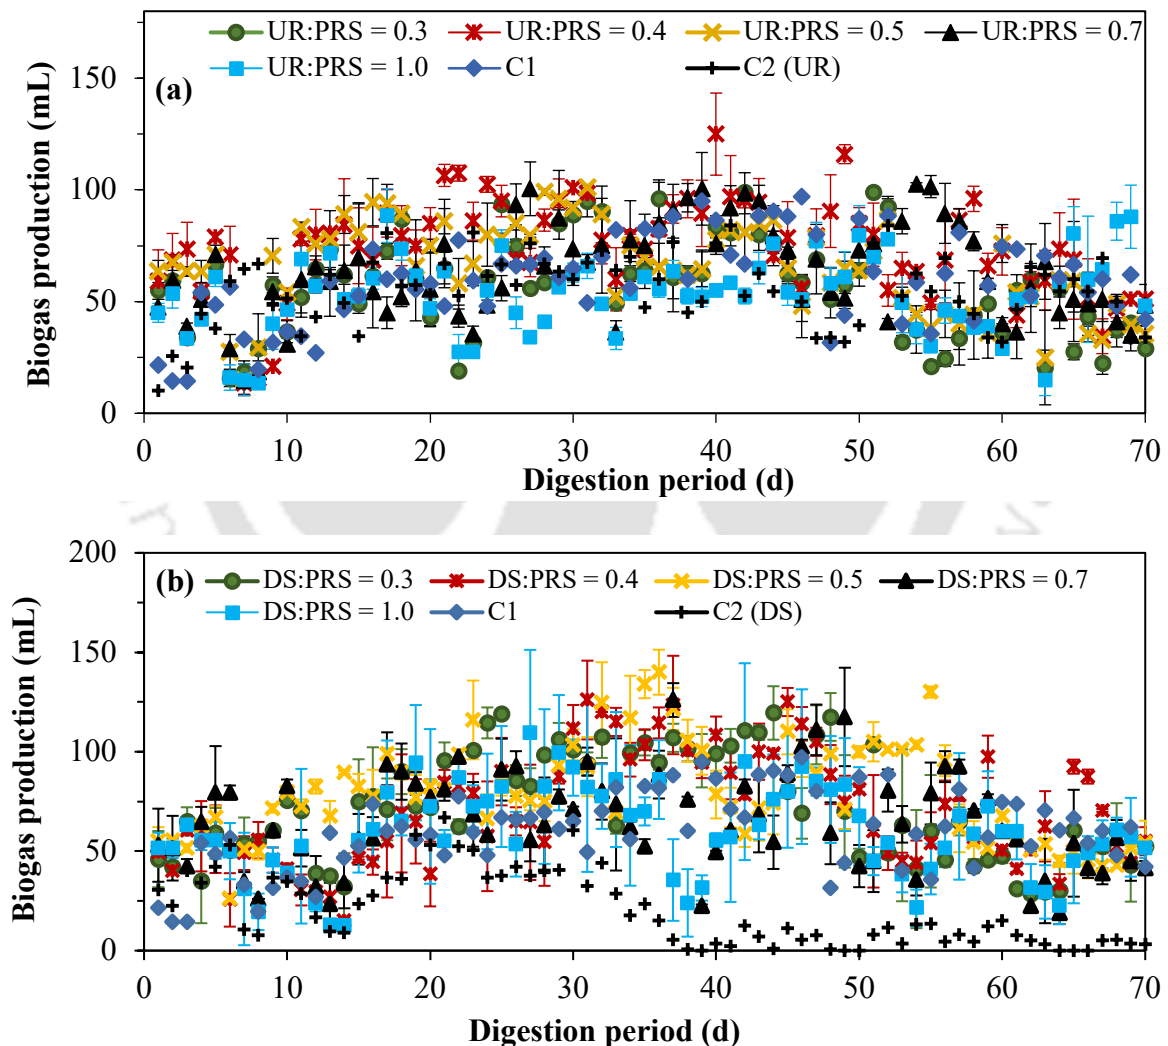 UR:PRS = 0.3 UR:PRS = 0.4 UR:PRS = 0.5 UR:PRS = 0.7
UR:PRS = 1.0 C1 C2 (UR)
(a)
Biogas production (mL)
150
100
50
0
0 10 20 30 40 50 60 70
Digestion period (d)
200
(b) DS:PRS = 0.3 DS:PRS = 0.4 DS:PRS = 0.5 DS:PRS = 0.7
DS:PRS = 1.0 C1 C2 (DS)
Biogas production (mL)
150
100
50
0
0 10 20 30 40 50 60 70
Digestion period (d)